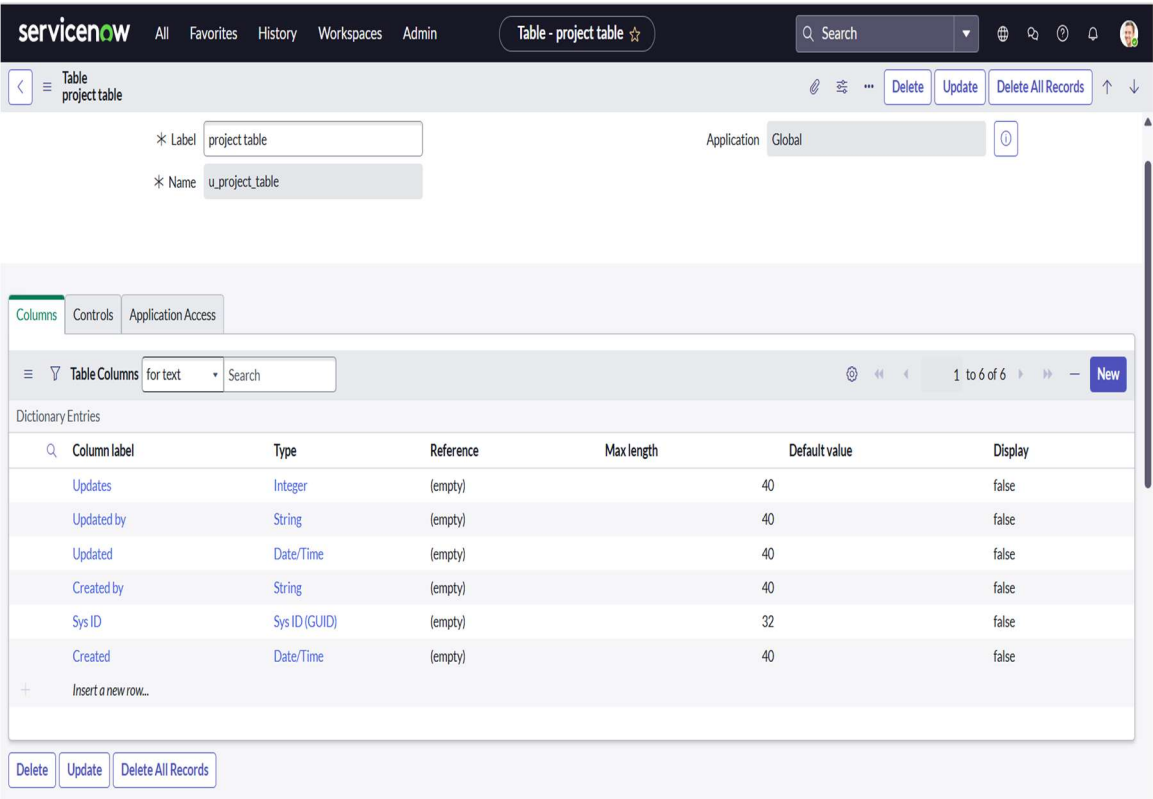 servicenow All Favorites History Workspaces Admin Table - project table Search
Table
project table
Delete Update Delete All Records
Label project table Application Global
Name u_project_table
Columns Controls Application Access
Table Columns for text Search 1 to 6 of 6 New
Dictionary Entries
Column label Type Reference Max length Default value Display
Updates Integer (empty) 40 false
Updated by String (empty) 40 false
Updated Date/Time (empty) 40 false
Created by String (empty) 40 false
Sys ID Sys ID (GUID) (empty) 32 false
Created Date/Time (empty) 40 false
Insert a new row...
Delete Update Delete All Records